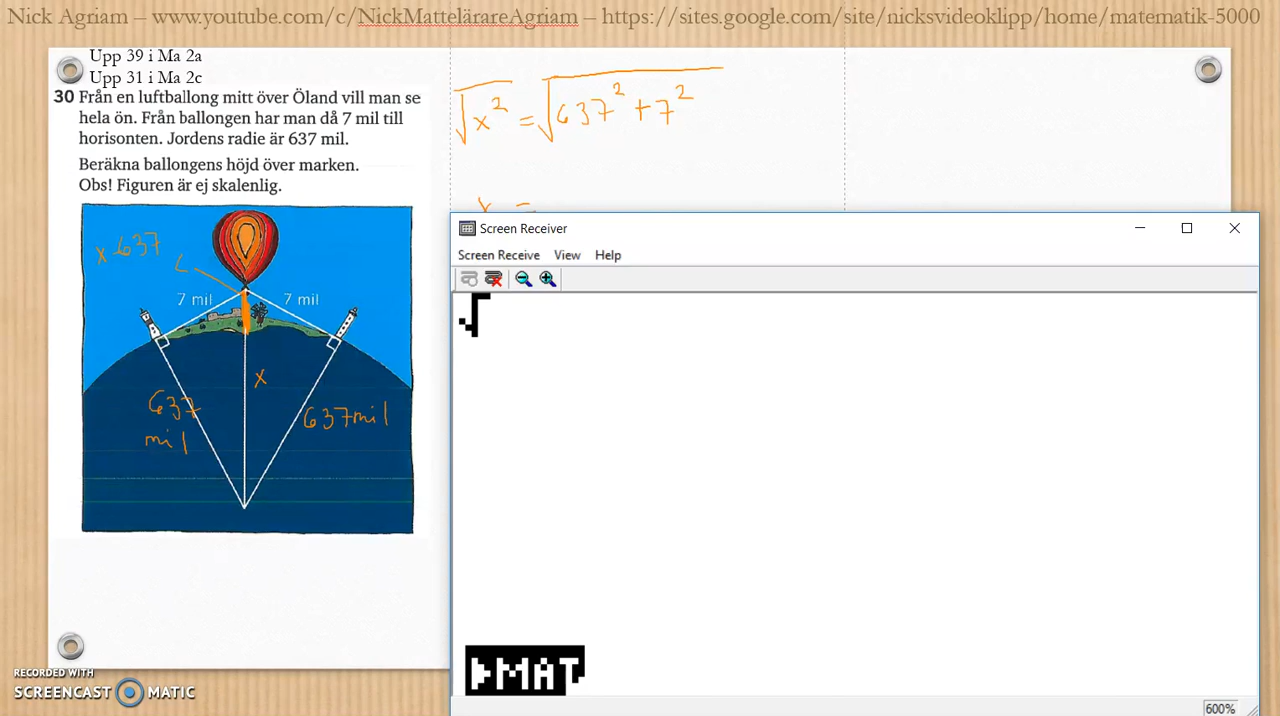 Nick Agriam – www.youtube.com/c/NickMattelärareAgriam – https://sites.google.com/site/nicksvideoklipp/home/matematik-5000
Upp 39 i Ma 2a
Upp 31 i Ma 2c
30 Från en luftballong mitt över Öland vill man se
hela ön. Från ballongen har man då 7 mil till
horisonten. Jordens radie är 637 mil.
Beräkna ballongens höjd över marken.
Obs! Figuren är ej skalenlig.
√x² = √637² + 7²
x =
x 637
7 mil 7 mil
x
637
mil
637 mil
Screen Receiver
Screen Receive View Help
√
▶MAT
600%
RECORDED WITH
SCREENCAST MATIC